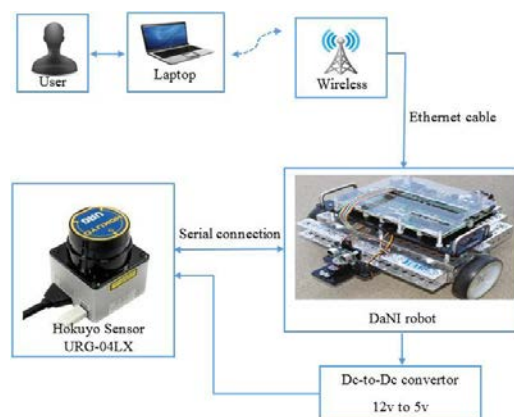 User
Laptop
Wireless
Ethernet cable
Serial connection
Hokuyo Sensor
URG-04LX
DaNI robot
Dc-to-Dc convertor
12v to 5v